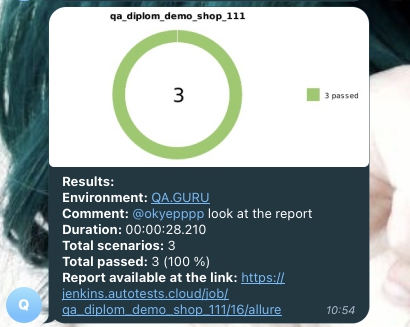 qa_diplom_demo_shop_111
3
3 passed
Results:
Environment: QA.GURU
Comment: @okyepppp look at the report
Duration: 00:00:28.210
Total scenarios: 3
Total passed: 3 (100 %)
Report available at the link: https://
jenkins.autotests.cloud/job/
qa_diplom_demo_shop_111/16/allure
10:54
Q